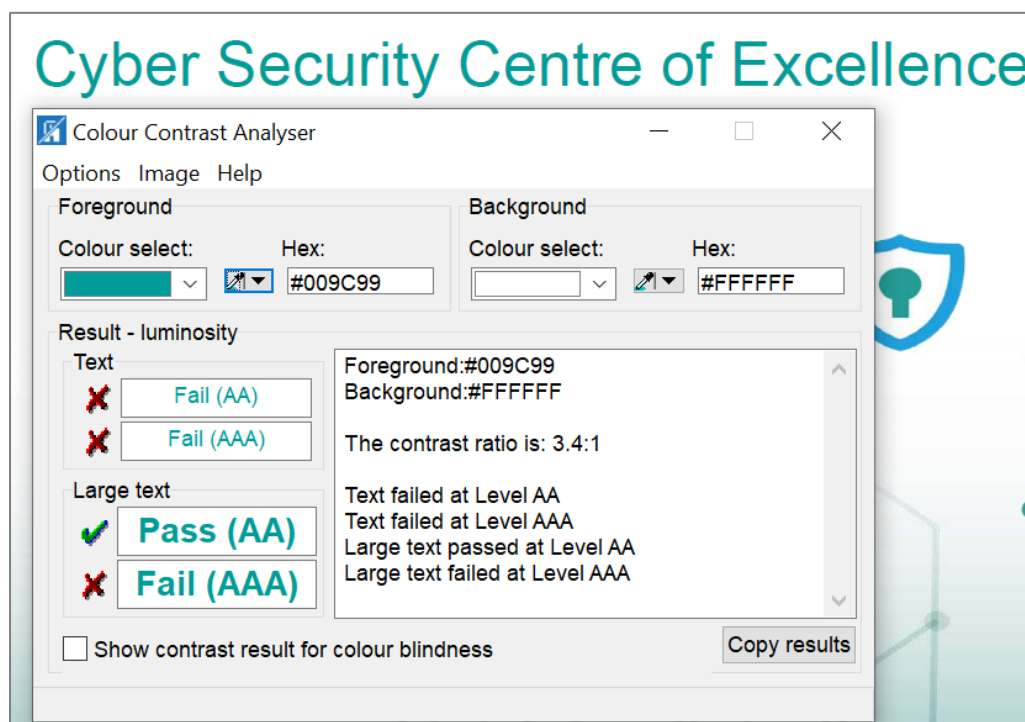 Cyber Security Centre of Excellence
Colour Contrast Analyser
Options Image Help
Foreground
Background
Colour select: Hex:
Colour select: Hex:
#009C99
#FFFFFF
Result - luminosity
Text
Fail (AA)
Fail (AAA)
Large text
Pass (AA)
Fail (AAA)
Foreground:#009C99
Background:#FFFFFF
The contrast ratio is: 3.4:1
Text failed at Level AA
Text failed at Level AAA
Large text passed at Level AA
Large text failed at Level AAA
Show contrast result for colour blindness
Copy results